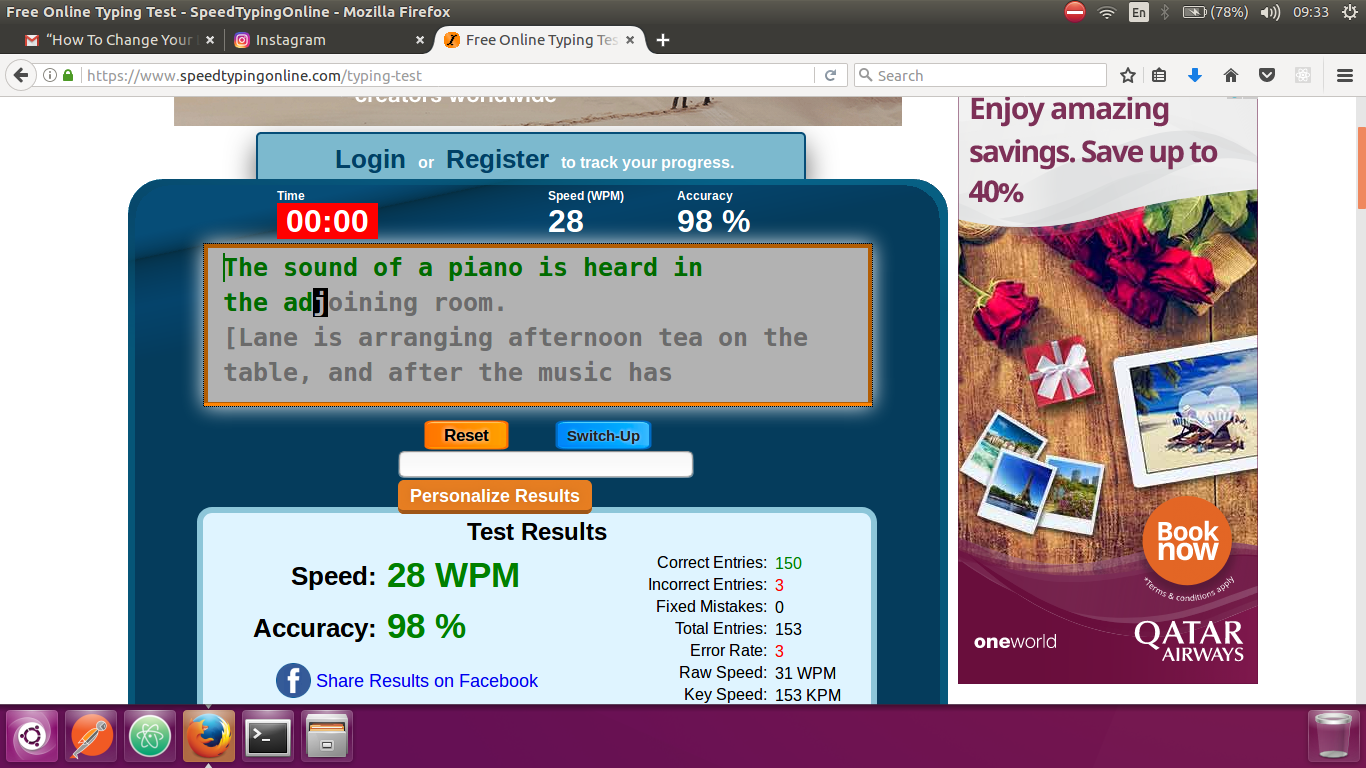 Free Online Typing Test - SpeedTypingOnline - Mozilla Firefox
En
(78%)
09:33
“How To Change Your
Instagram
Free Online Typing Tes
https://www.speedtypingonline.com/typing-test
Search
creators worldwide
Login or Register to track your progress.
Time
Speed (WPM)
Accuracy
00:00
28
98 %
The sound of a piano is heard in
the adjoining room.
[Lane is arranging afternoon tea on the
table, and after the music has
Reset
Switch-Up
Personalize Results
Test Results
Speed: 28 WPM
Accuracy: 98 %
Share Results on Facebook
Correct Entries: 150
Incorrect Entries: 3
Fixed Mistakes: 0
Total Entries: 153
Error Rate: 3
Raw Speed: 31 WPM
Key Speed: 153 KPM
Enjoy amazing
savings. Save up to
40%
Book
now
*Terms & conditions apply
oneworld
QATAR
AIRWAYS